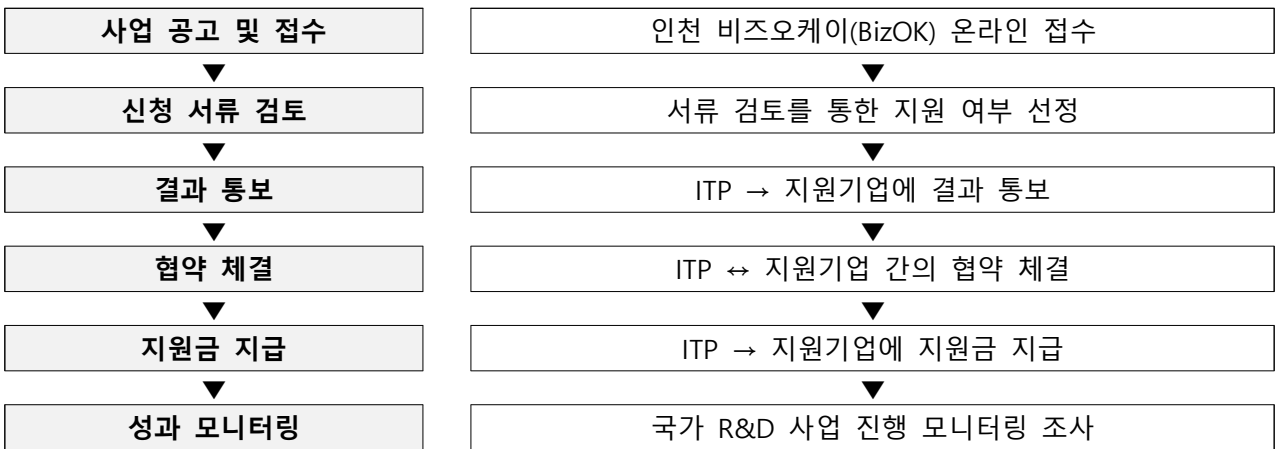 사업 공고 및 접수 인천 비즈오케이(BizOK) 온라인 접수
▼ ▼
신청 서류 검토 서류 검토를 통한 지원 여부 선정
▼ ▼
결과 통보 ITP → 지원기업에 결과 통보
▼ ▼
협약 체결 ITP ↔ 지원기업 간의 협약 체결
▼ ▼
지원금 지급 ITP → 지원기업에 지원금 지급
▼ ▼
성과 모니터링 국가 R&D 사업 진행 모니터링 조사